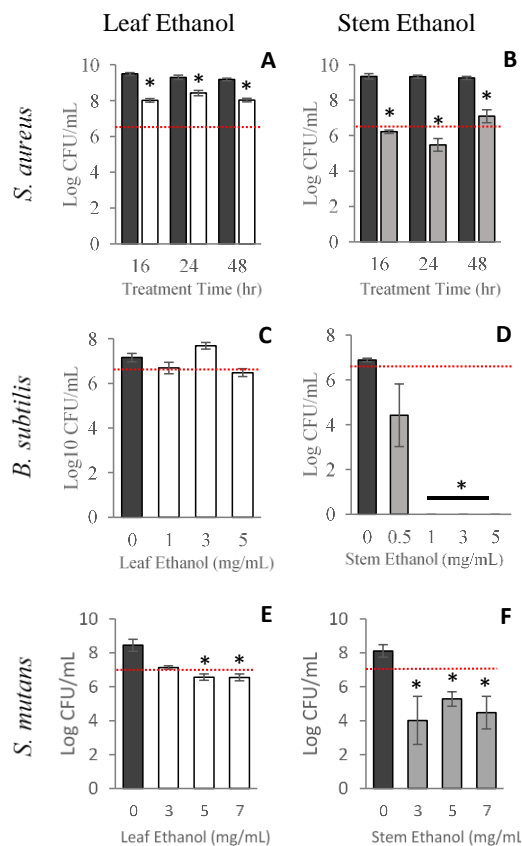 Leaf Ethanol
Stem Ethanol
S. aureus
A
Log CFU/mL
10
8
6
4
2
0
*
*
*
16 24 48
Treatment Time (hr)
B
Log CFU/mL
10
8
6
4
2
0
*
*
*
16 24 48
Treatment Time (hr)
B. subtilis
C
Log10 CFU/mL
8
6
4
2
0
0 1 3 5
Leaf Ethanol (mg/mL)
D
Log CFU/mL
8
6
4
2
0
*
0 0.5 1 3 5
Stem Ethanol (mg/mL)
S. mutans
E
Log CFU/mL
10
8
6
4
2
0
*
*
0 3 5 7
Leaf Ethanol (mg/mL)
F
Log CFU/mL
10
8
6
4
2
0
*
*
*
0 3 5 7
Stem Ethanol (mg/mL)